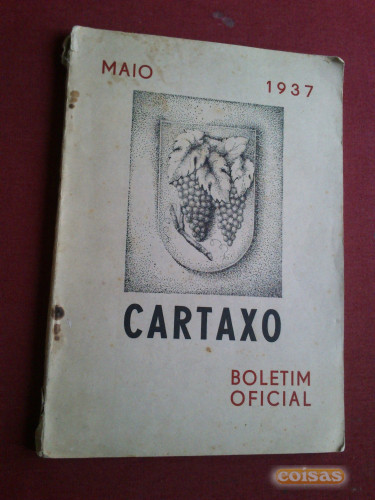 MAIO
1937
CARTAXO
BOLETIM
OFICIAL
coisas